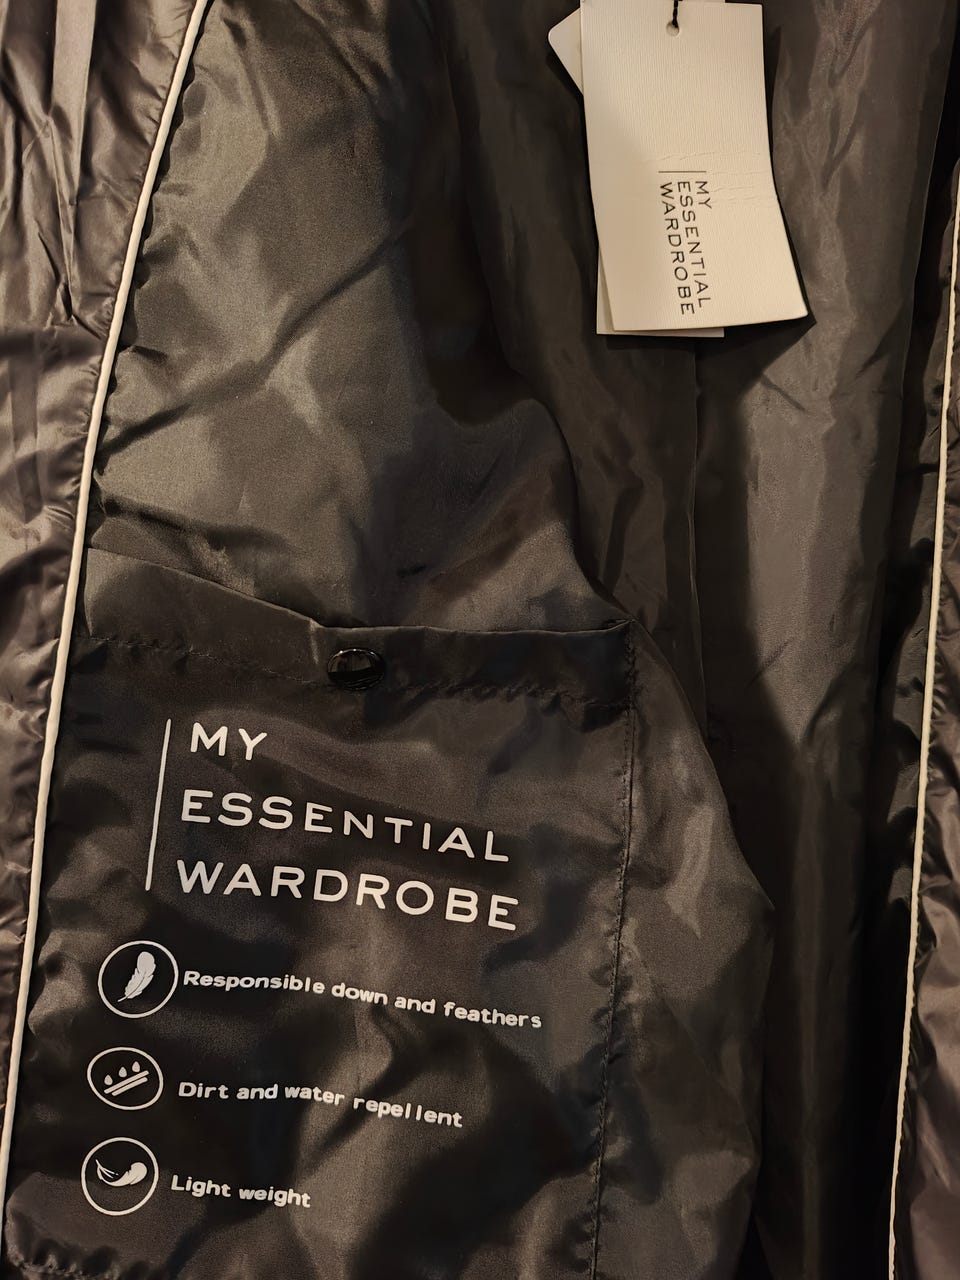 MY
ESSENTIAL
WARDROBE
MY
ESSENTIAL
WARDROBE
Responsible down and feathers
Dirt and water repellent
Light weight